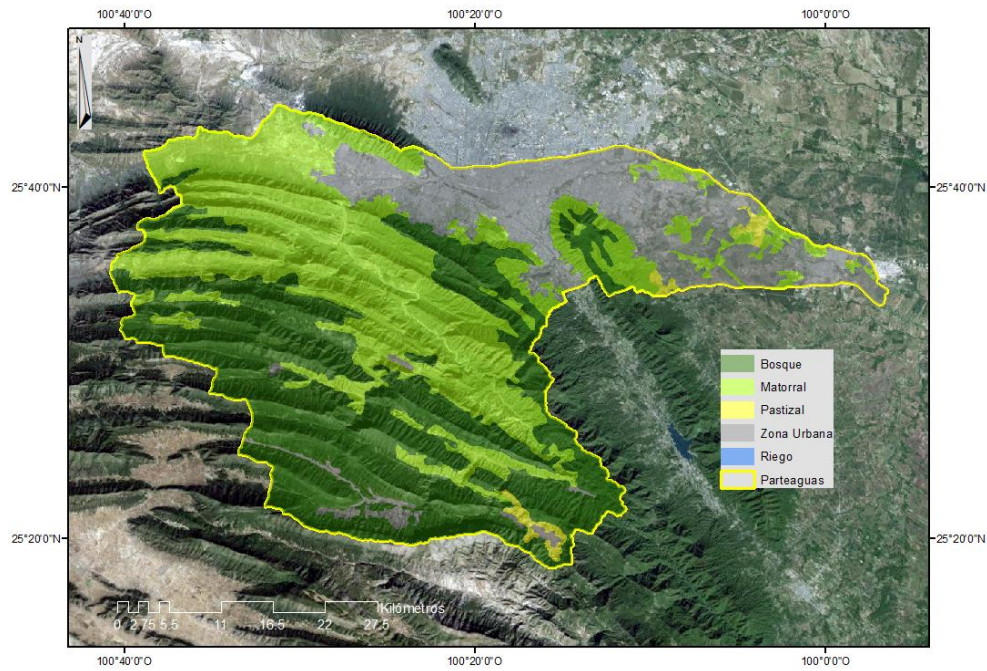 100°40'0"O
100°20'0"O
100°0'0"O
N
25°40'0"N
25°40'0"N
Bosque
Matorral
Pastizal
Zona Urbana
Riego
Parteaguas
25°20'0"N
25°20'0"N
Kilómetros
0 2.75 5.5 11 16.5 22 27.5
100°40'0"O
100°20'0"O
100°0'0"O